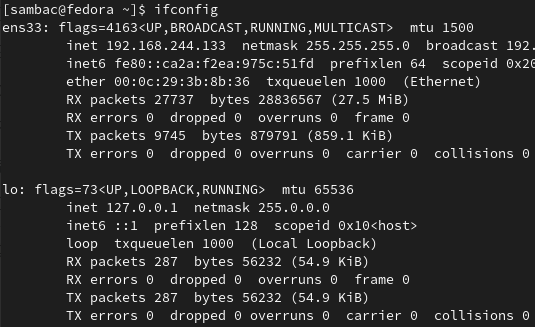 [sambac@fedora ~]$ ifconfig
ens33: flags=4163<UP,BROADCAST,RUNNING,MULTICAST>  mtu 1500
        inet 192.168.244.133  netmask 255.255.255.0  broadcast 192.
        inet6 fe80::ca2a:f2ea:975c:51fd  prefixlen 64  scopeid 0x20
        ether 00:0c:29:3b:8b:36  txqueuelen 1000  (Ethernet)
        RX packets 27737  bytes 28836567 (27.5 MiB)
        RX errors 0  dropped 0  overruns 0  frame 0
        TX packets 9745  bytes 879791 (859.1 KiB)
        TX errors 0  dropped 0 overruns 0  carrier 0  collisions 0

lo: flags=73<UP,LOOPBACK,RUNNING>  mtu 65536
        inet 127.0.0.1  netmask 255.0.0.0
        inet6 ::1  prefixlen 128  scopeid 0x10<host>
        loop  txqueuelen 1000  (Local Loopback)
        RX packets 287  bytes 56232 (54.9 KiB)
        RX errors 0  dropped 0  overruns 0  frame 0
        TX packets 287  bytes 56232 (54.9 KiB)
        TX errors 0  dropped 0 overruns 0  carrier 0  collisions 0